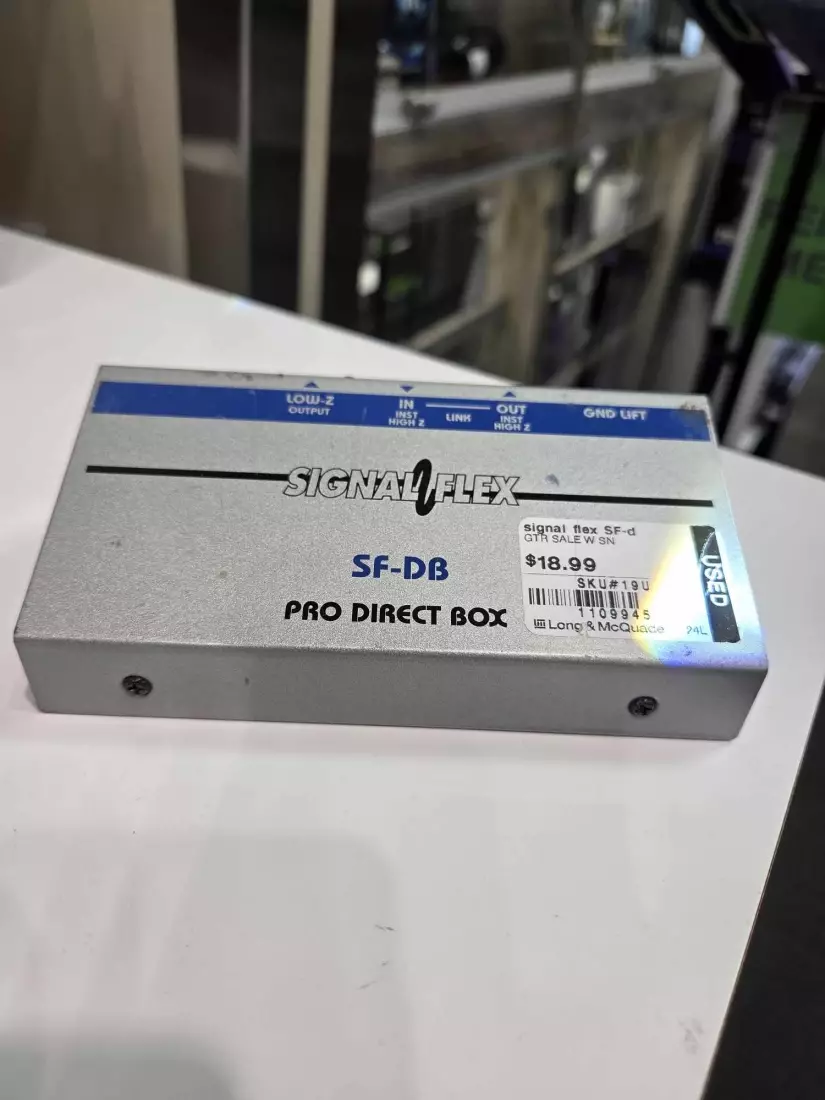 LOW-Z
OUTPUT
IN
INST
HIGH Z
LINK
OUT
INST
HIGH Z
GND LIFT
SIGNAL FLEX
SF-DB
PRO DIRECT BOX
signal flex SF-d
GTR SALE W SN
$18.99
SKU#19U
1109945
Long & McQuade
24L
USED